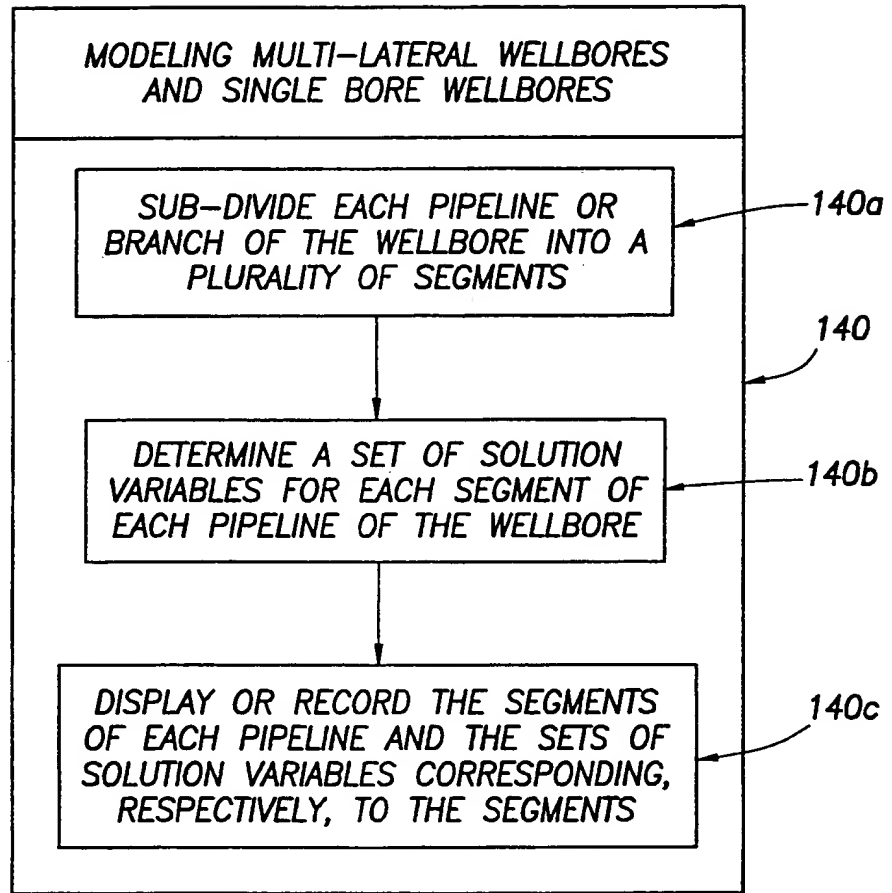 MODELING MULTI-LATERAL WELLBORES
AND SINGLE BORE WELLBORES
SUB-DIVIDE EACH PIPELINE OR
BRANCH OF THE WELLBORE INTO A
PLURALITY OF SEGMENTS
140a
140
DETERMINE A SET OF SOLUTION
VARIABLES FOR EACH SEGMENT OF
EACH PIPELINE OF THE WELLBORE
140b
DISPLAY OR RECORD THE SEGMENTS
OF EACH PIPELINE AND THE SETS OF
SOLUTION VARIABLES CORRESPONDING,
RESPECTIVELY, TO THE SEGMENTS
140c